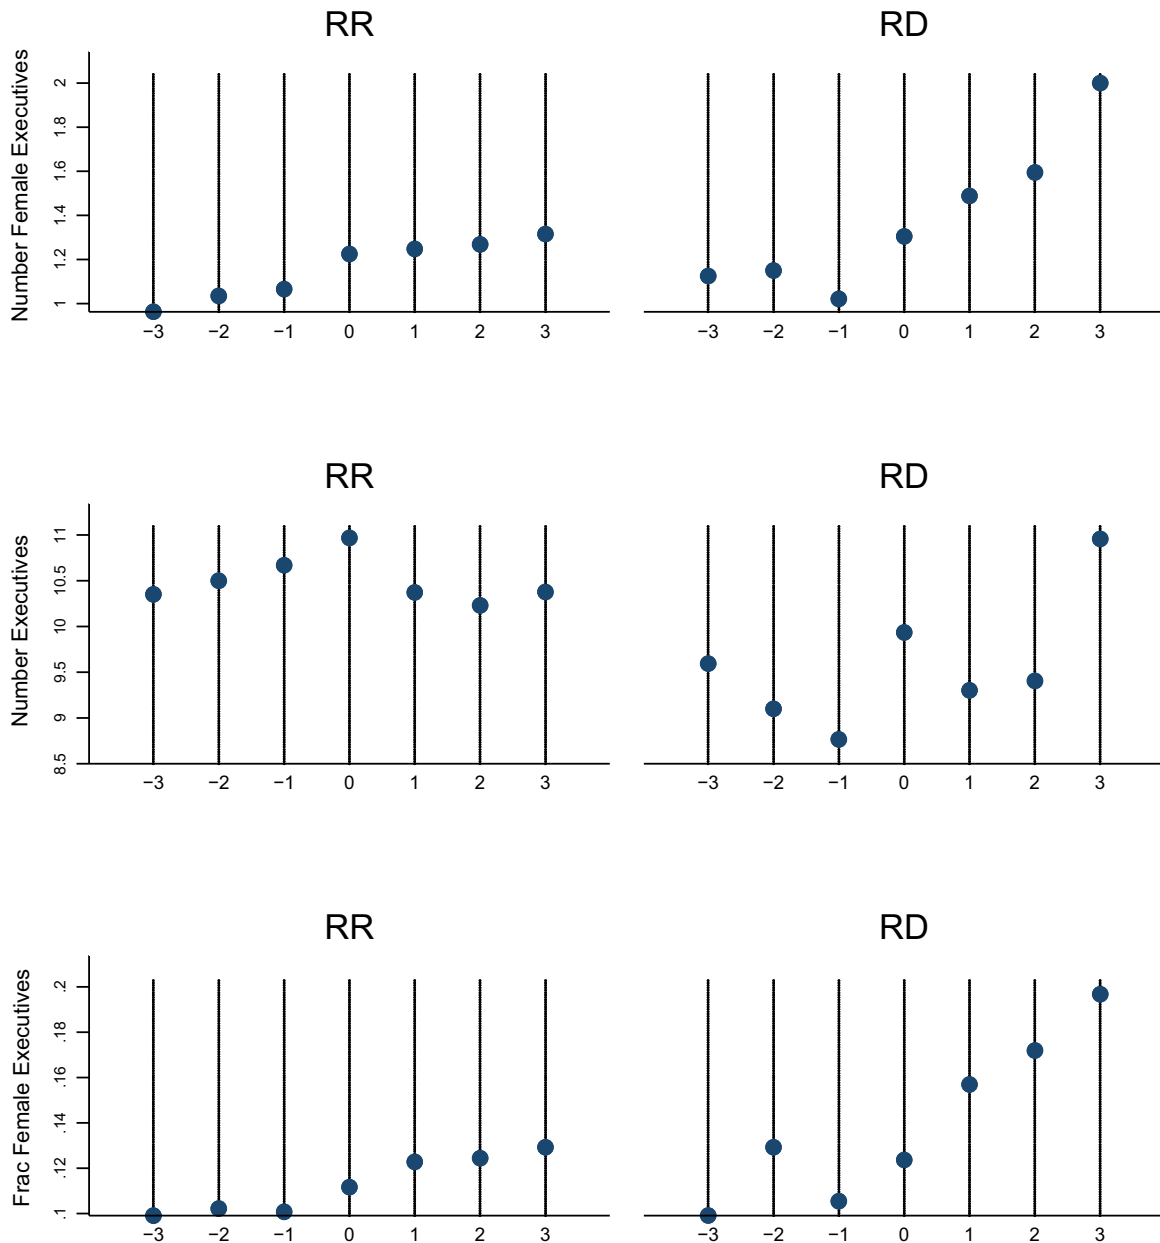 RR
RD
Number Female Executives
2
1.8
1.6
1.4
1.2
1
−3 −2 −1 0 1 2 3
−3 −2 −1 0 1 2 3
RR
RD
Number Executives
11
10.5
10
9.5
9
8.5
−3 −2 −1 0 1 2 3
−3 −2 −1 0 1 2 3
RR
RD
Frac Female Executives
.2
.18
.16
.14
.12
.1
−3 −2 −1 0 1 2 3
−3 −2 −1 0 1 2 3